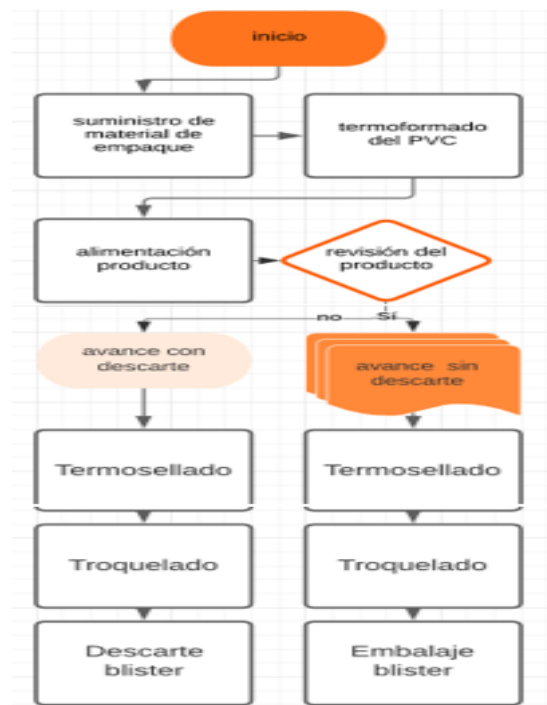 inicio
suministro de
material de
empaque
termoformado
del PVC
alimentación
producto
revisión del
producto
no
Sí
avance con
descarte
avance sin
descarte
Termosellado
Termosellado
Troquelado
Troquelado
Descarte
blister
Embalaje
blister